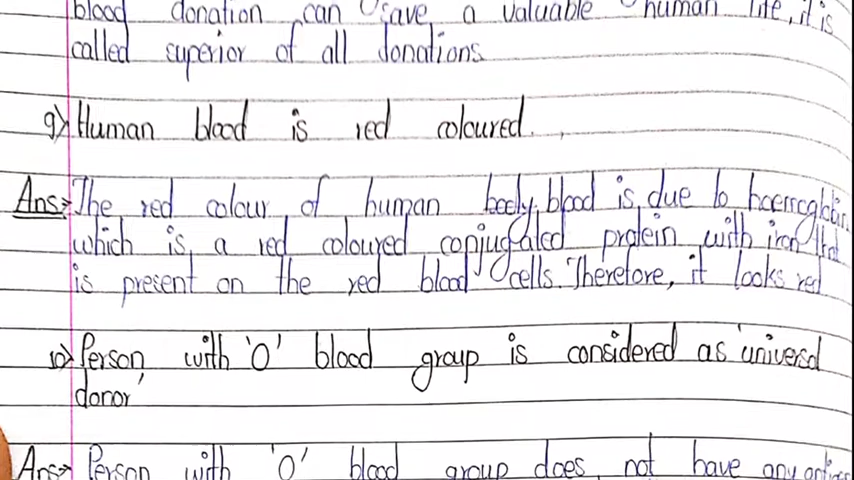 blood donation can save a valuable human life, it is
called superior of all donations
9) Human blood is red coloured.
Ans:- The red colour of human body blood is due to haemoglobin
which is a red coloured conjugated protein with iron that
is present on the red blood cells. Therefore, it looks red
10) Person with 'O' blood group is considered as 'universal
donor'
Ans:- Person with 'O' blood group does not have any